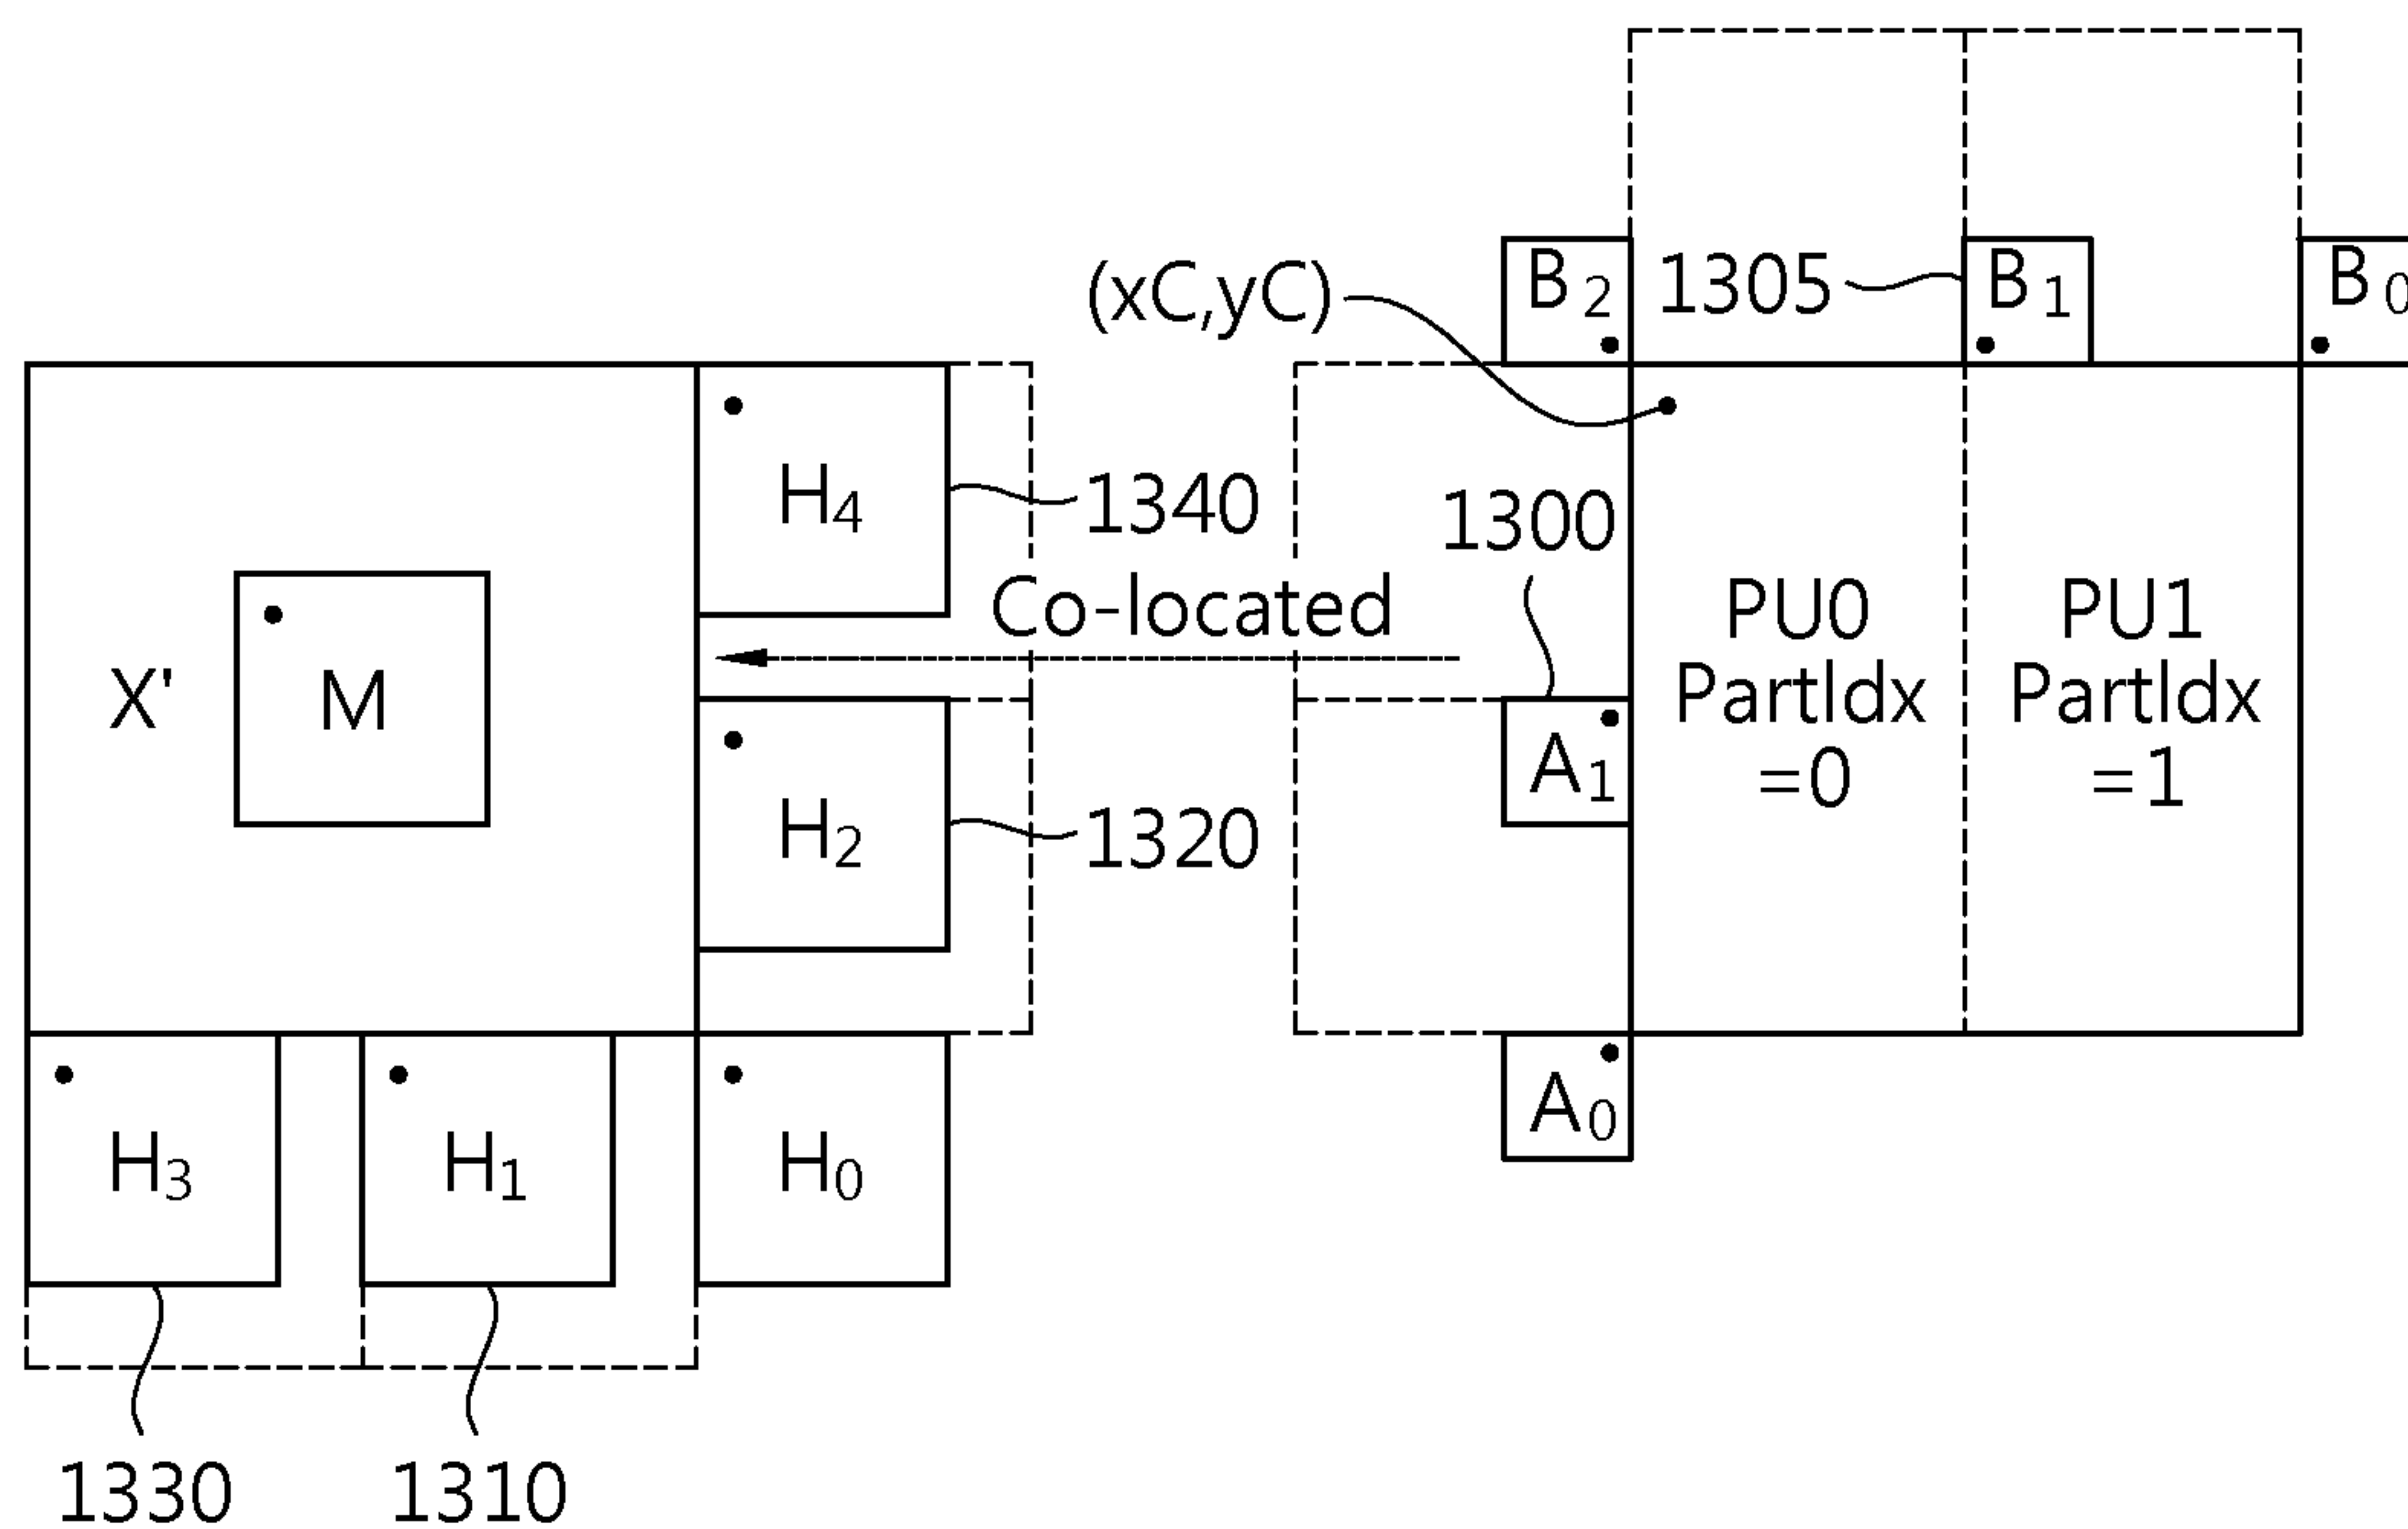 B2
1305
B1
B0
(xC,yC)
H4
1340
1300
Co-located
PU0
PartIdx
=0
PU1
PartIdx
=1
X'
M
A1
H2
1320
A0
H3
H1
H0
1330
1310